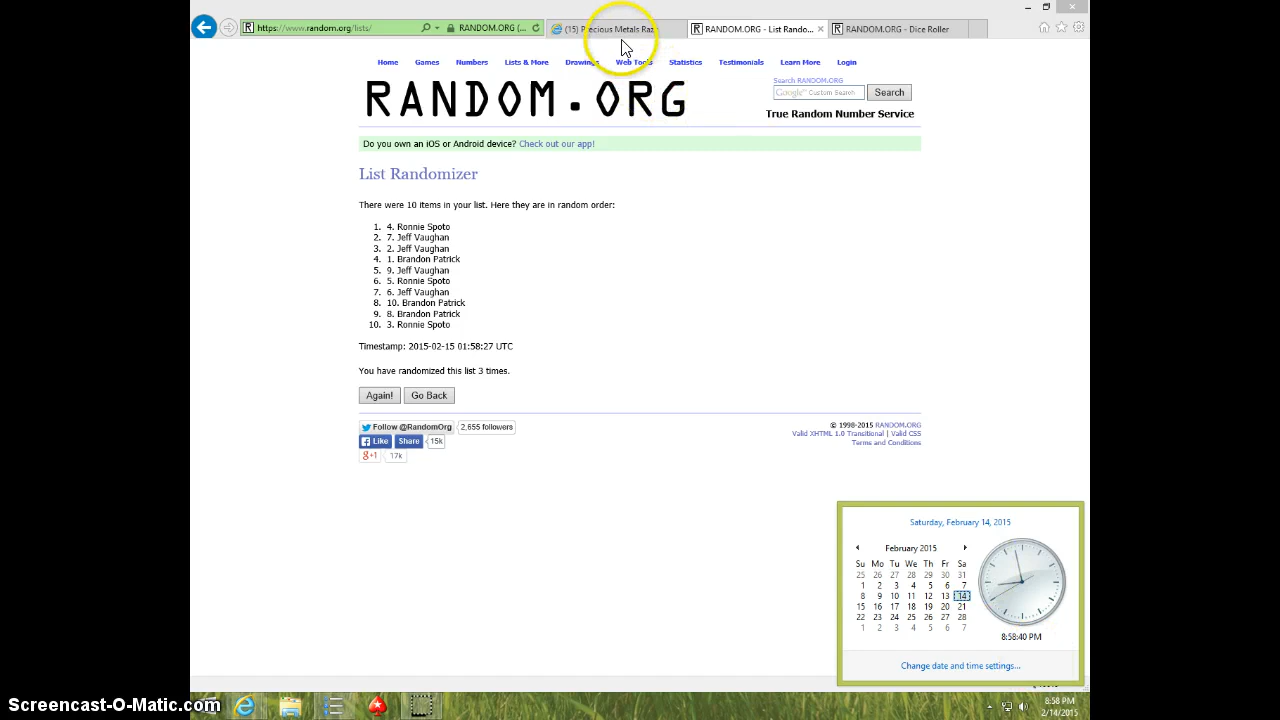 https://www.random.org/lists/ RANDOM.ORG (... (15) Precious Metals Raz RANDOM.ORG - List Rando... RANDOM.ORG - Dice Roller
Home Games Numbers Lists & More Drawings Web Tools Statistics Testimonials Learn More Login
Search RANDOM.ORG
Google™ Custom Search Search
RANDOM.ORG
True Random Number Service
Do you own an iOS or Android device? Check out our app!
List Randomizer
There were 10 items in your list. Here they are in random order:
1. 4. Ronnie Spoto
2. 7. Jeff Vaughan
3. 2. Jeff Vaughan
4. 1. Brandon Patrick
5. 9. Jeff Vaughan
6. 5. Ronnie Spoto
7. 6. Jeff Vaughan
8. 10. Brandon Patrick
9. 8. Brandon Patrick
10. 3. Ronnie Spoto
Timestamp: 2015-02-15 01:58:27 UTC
You have randomized this list 3 times.
Again! Go Back
Follow @RandomOrg 2,655 followers
Like Share 15k
g+1 17k
© 1998-2015 RANDOM.ORG
Valid XHTML 1.0 Transitional | Valid CSS
Terms and Conditions
Saturday, February 14, 2015
February 2015
Su Mo Tu We Th Fr Sa
25 26 27 28 29 30 31
1 2 3 4 5 6 7
8 9 10 11 12 13 14
15 16 17 18 19 20 21
22 23 24 25 26 27 28
1 2 3 4 5 6 7
8:58:40 PM
Change date and time settings...
8:58 PM
2/14/2015
Screencast-O-Matic.com